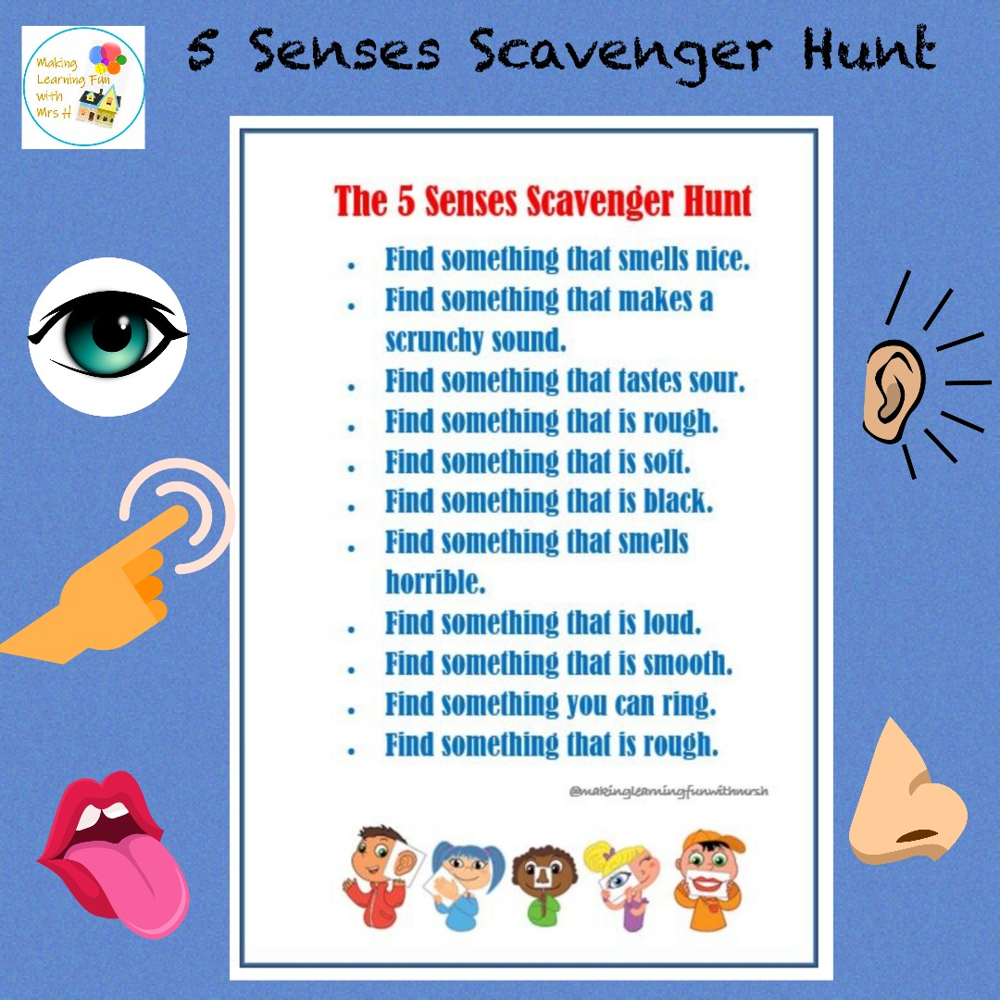 5 Senses Scavenger Hunt
Making
Learning Fun
with
Mrs H
The 5 Senses Scavenger Hunt
• Find something that smells nice.
• Find something that makes a
scrunchy sound.
• Find something that tastes sour.
• Find something that is rough.
• Find something that is soft.
• Find something that is black.
• Find something that smells
horrible.
• Find something that is loud.
• Find something that is smooth.
• Find something you can ring.
• Find something that is rough.
@makinglearningfunwithmrsh